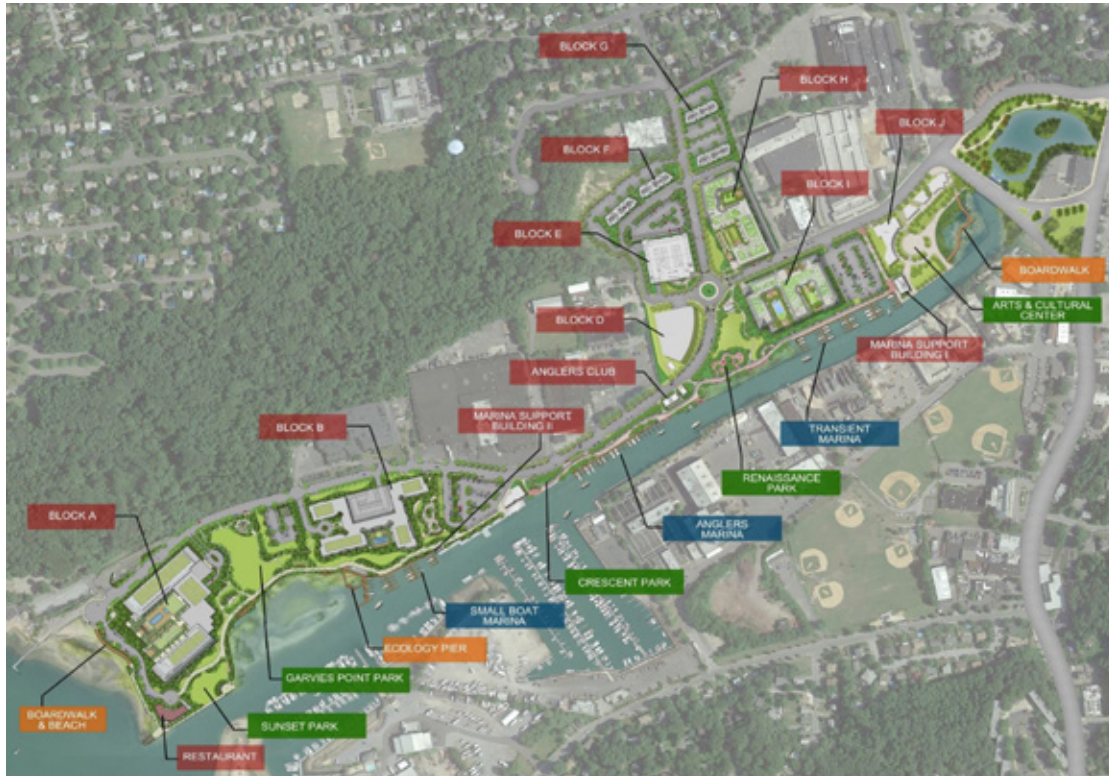 BLOCK G
BLOCK H
BLOCK J
BLOCK F
BLOCK I
BLOCK E
BOARDWALK
ARTS & CULTURAL
CENTER
BLOCK D
MARINA SUPPORT
BUILDING I
ANGLERS CLUB
MARINA SUPPORT
BUILDING II
TRANSIENT
MARINA
BLOCK B
RENAISSANCE
PARK
BLOCK A
ANGLERS
MARINA
CRESCENT PARK
SMALL BOAT
MARINA
ECOLOGY PIER
GARVIES POINT PARK
BOARDWALK
& BEACH
SUNSET PARK
RESTAURANT